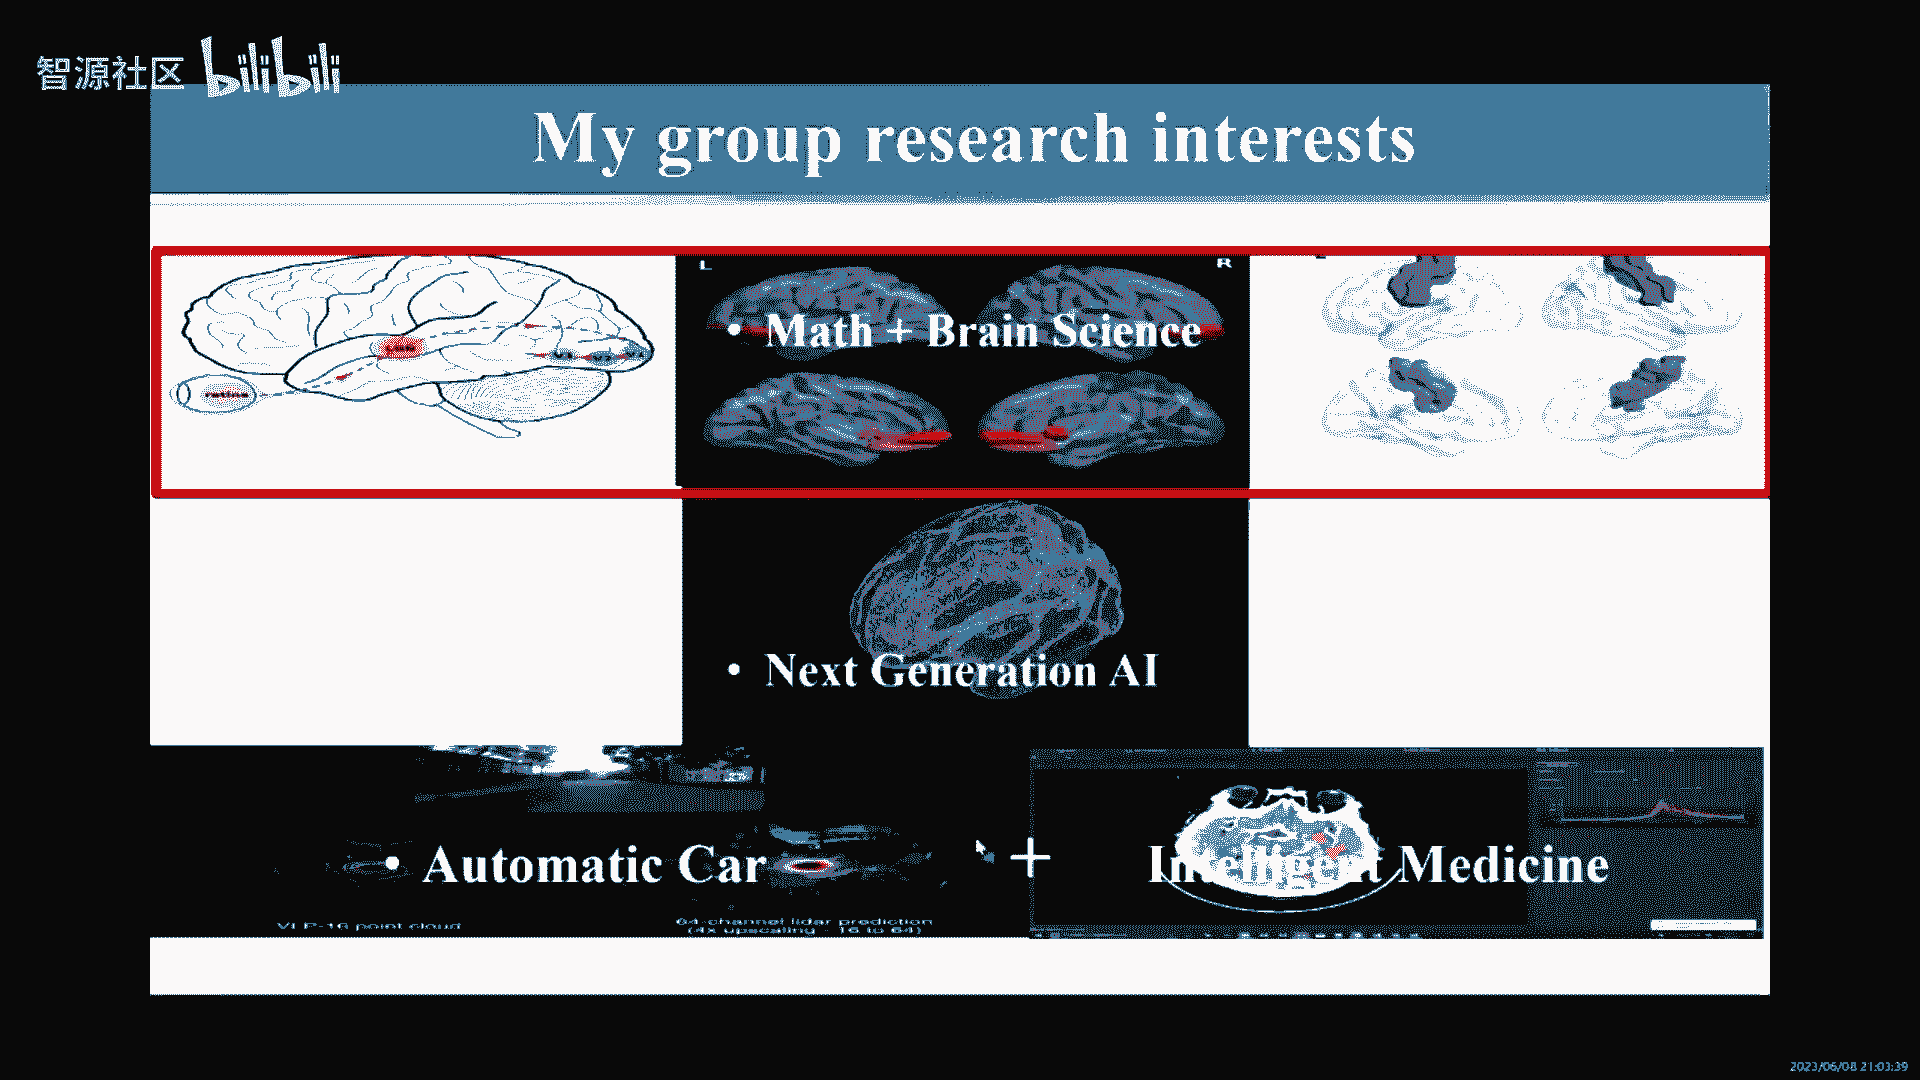 智源社区 bilibili
My group research interests
L R
retina
• Math + Brain Science
• Next Generation AI
• Automatic Car + Intelligent Medicine
VLP-16 point cloud
64-channel lidar prediction
(4x upscaling - 16 to 64)
2023/06/08 21:03:39